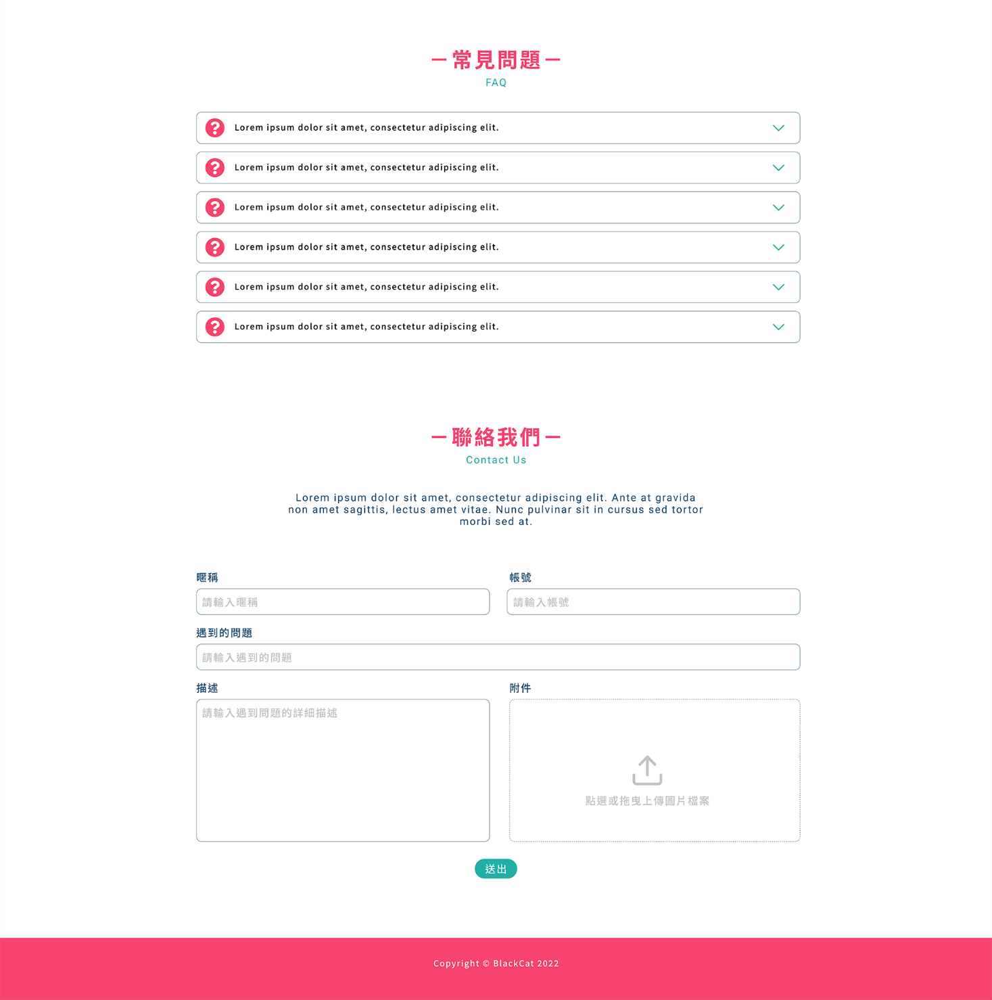 －常見問題－
FAQ
Lorem ipsum dolor sit amet, consectetur adipiscing elit.
Lorem ipsum dolor sit amet, consectetur adipiscing elit.
Lorem ipsum dolor sit amet, consectetur adipiscing elit.
Lorem ipsum dolor sit amet, consectetur adipiscing elit.
Lorem ipsum dolor sit amet, consectetur adipiscing elit.
Lorem ipsum dolor sit amet, consectetur adipiscing elit.
－聯絡我們－
Contact Us
Lorem ipsum dolor sit amet, consectetur adipiscing elit. Ante at gravida
non amet sagittis, lectus amet vitae. Nunc pulvinar sit in cursus sed tortor
morbi sed at.
暱稱
請輸入暱稱
帳號
請輸入帳號
遇到的問題
請輸入遇到的問題
描述
請輸入遇到問題的詳細描述
附件
點選或拖曳上傳圖片檔案
送出
Copyright © BlackCat 2022